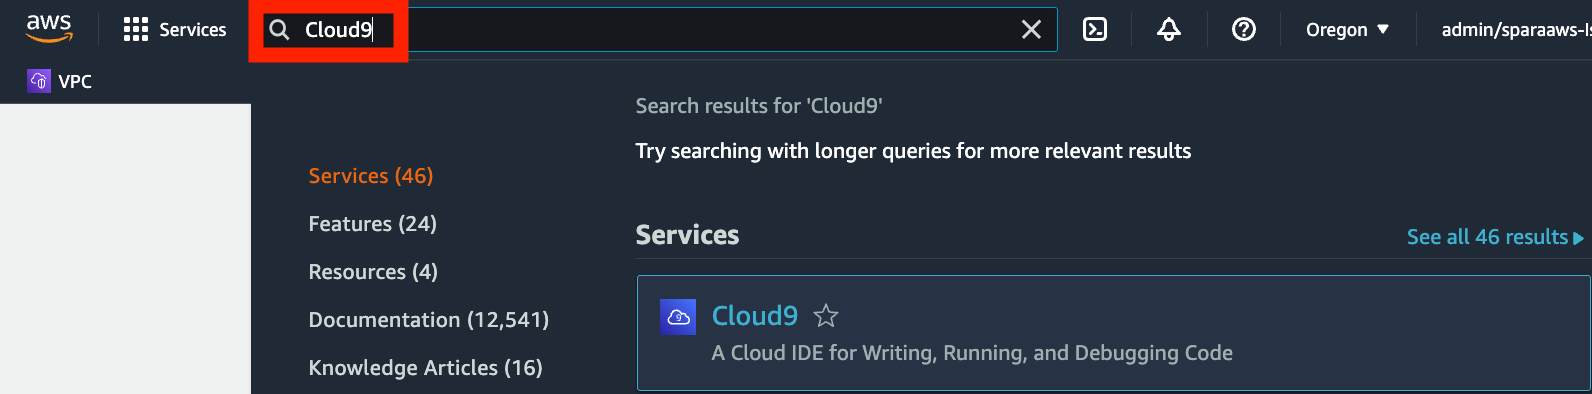 aws
Services
Cloud9
Oregon
admin/sparaaws-
VPC
Search results for 'Cloud9'
Try searching with longer queries for more relevant results
Services (46)
Features (24)
Resources (4)
Documentation (12,541)
Knowledge Articles (16)
Services
See all 46 results
Cloud9
A Cloud IDE for Writing, Running, and Debugging Code